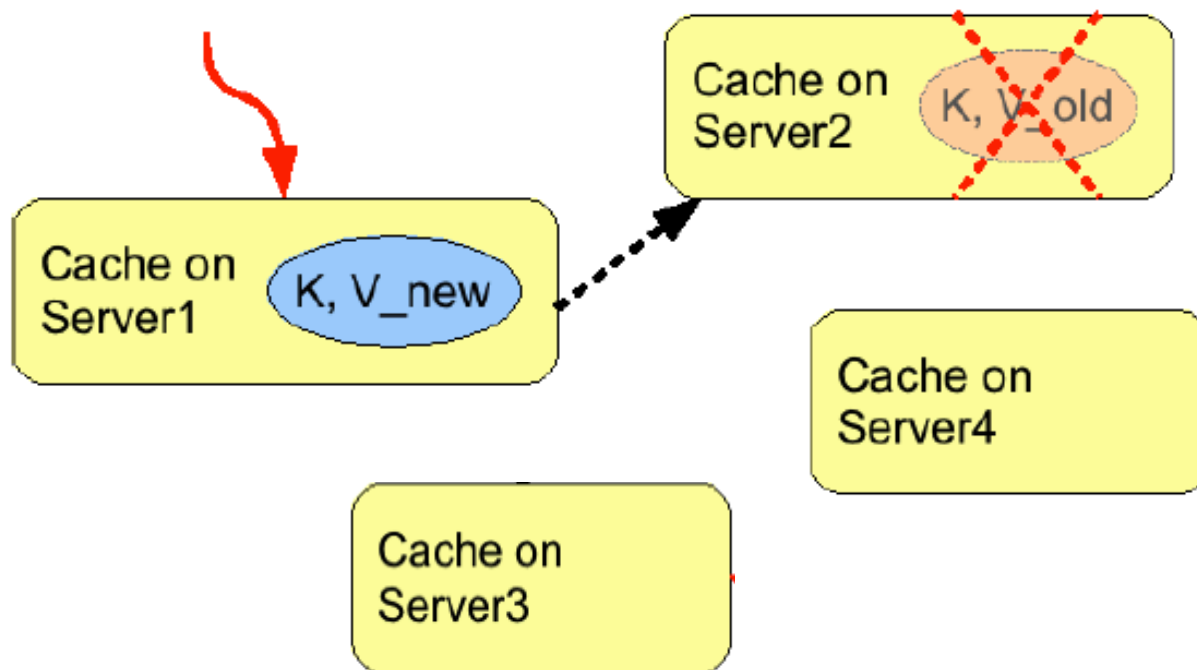 Cache on
Server2
K, V_old
Cache on
Server1
K, V_new
Cache on
Server4
Cache on
Server3